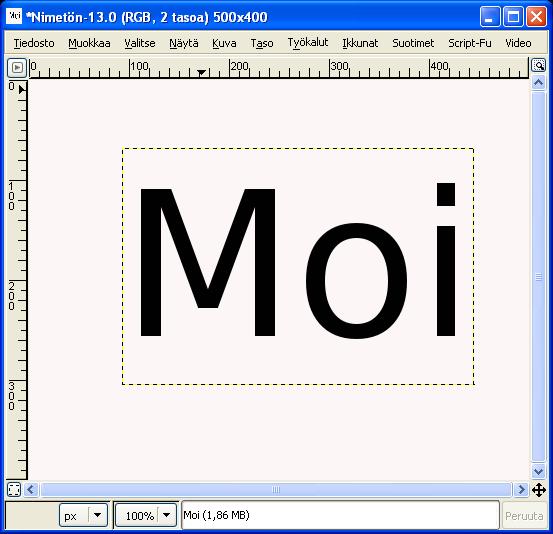 Moi *Nimetön-13.0 (RGB, 2 tasoa) 500x400
Tiedosto Muokkaa Valitse Näytä Kuva Taso Työkalut Ikkunat Suotimet Script-Fu Video
0 100 200 300 400
0
100
200
300
Moi
px 100% Moi (1,86 MB) Peruuta